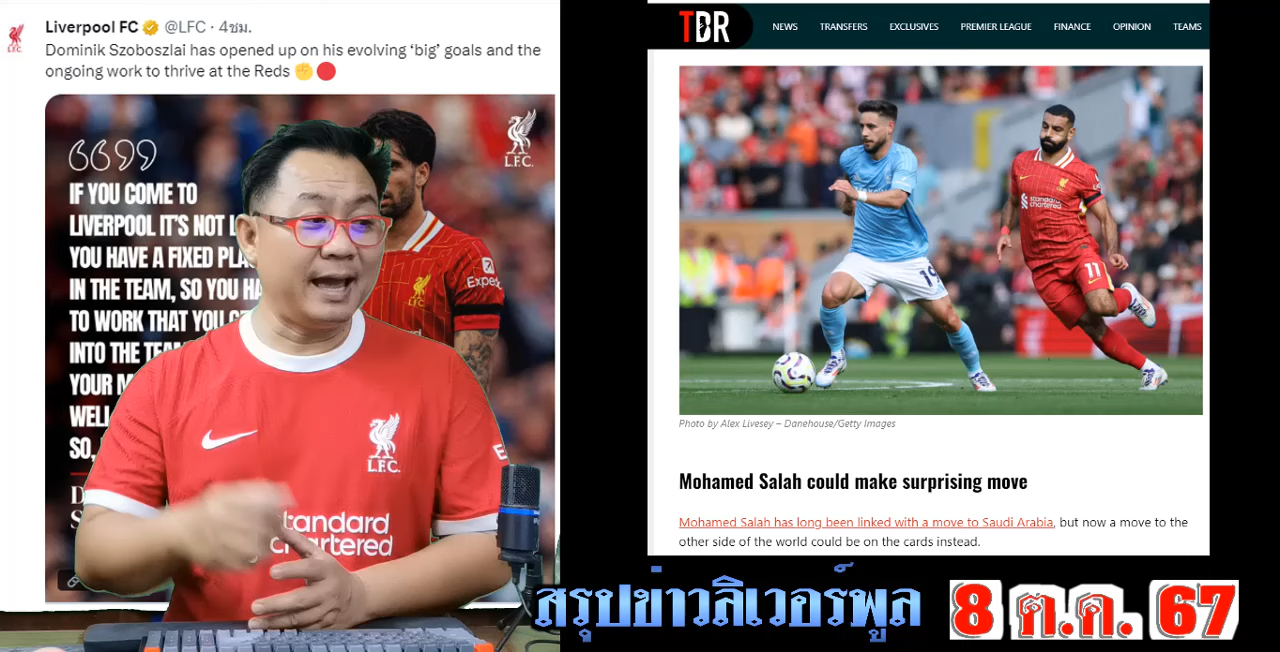 Liverpool FC @LFC · 4ชม.
Dominik Szoboszlai has opened up on his evolving ‘big’ goals and the
ongoing work to thrive at the Reds
L.F.C.
IF YOU COME TO
LIVERPOOL IT'S NOT
YOU HAVE A FIXED
IN THE TEAM, SO YOU
TO WORK THAT YOU
INTO THE
YOUR
WELL
SO,
Expe
L.F.C.
standard
chartered
TBR
NEWS TRANSFERS EXCLUSIVES PREMIER LEAGUE FINANCE OPINION TEAMS
standard
chartered
19
11
Photo by Alex Livesey – Danehouse/Getty Images
Mohamed Salah could make surprising move
Mohamed Salah has long been linked with a move to Saudi Arabia, but now a move to the
other side of the world could be on the cards instead.
สรุปข่าวลิเวอร์พูล 8 ต.ค. 67